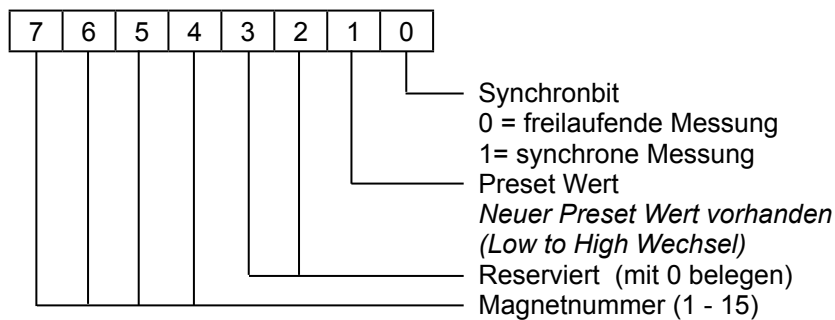 7 6 5 4 3 2 1 0
Synchronbit
0 = freilaufende Messung
1= synchrone Messung
Preset Wert
Neuer Preset Wert vorhanden
(Low to High Wechsel)
Reserviert (mit 0 belegen)
Magnetnummer (1 - 15)